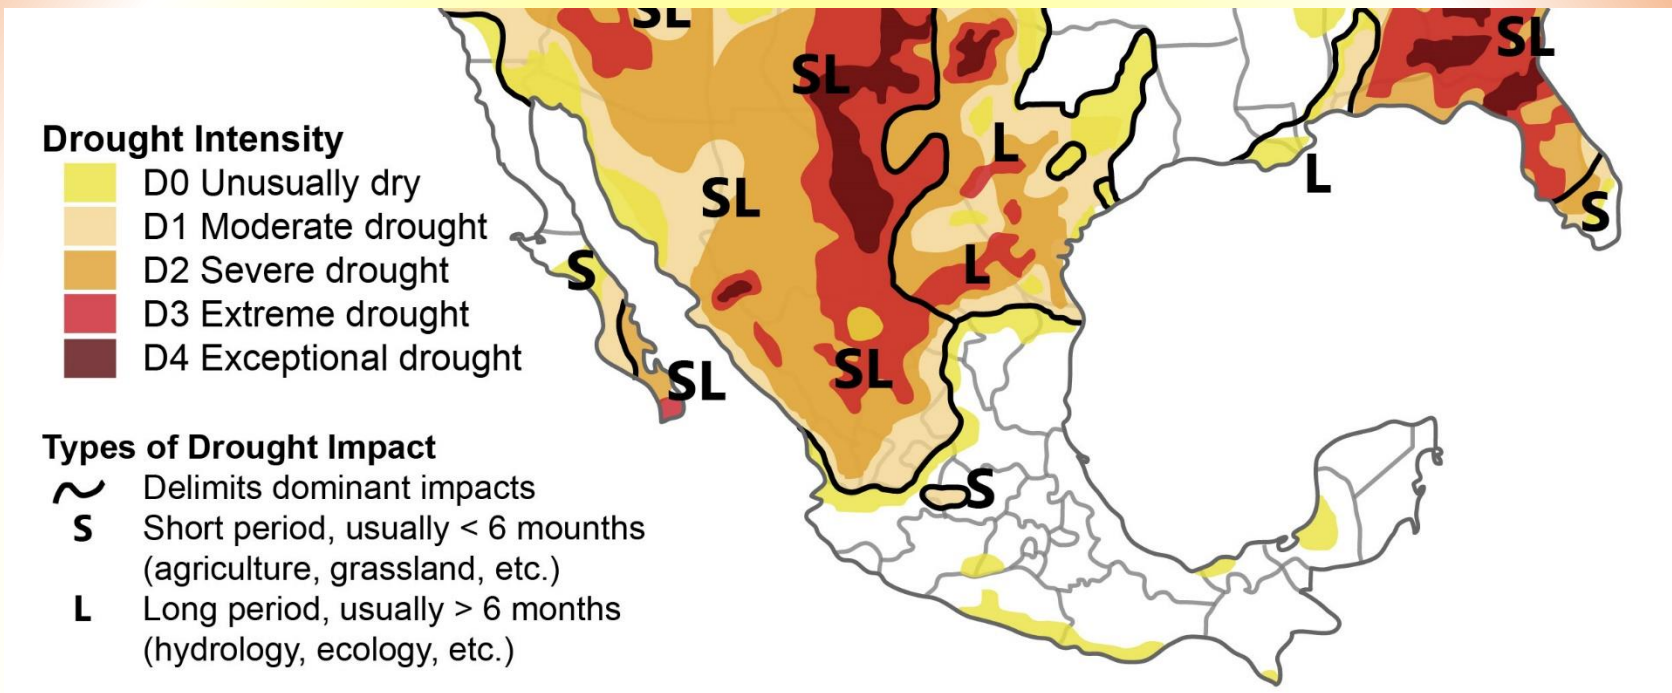 Drought Intensity
D0 Unusually dry
D1 Moderate drought
D2 Severe drought
D3 Extreme drought
D4 Exceptional drought
Types of Drought Impact
Delimits dominant impacts
S Short period, usually < 6 mounths
(agriculture, grassland, etc.)
L Long period, usually > 6 months
(hydrology, ecology, etc.)
SL
SL
SL
L
L
S
SL
L
S
SL
SL
S